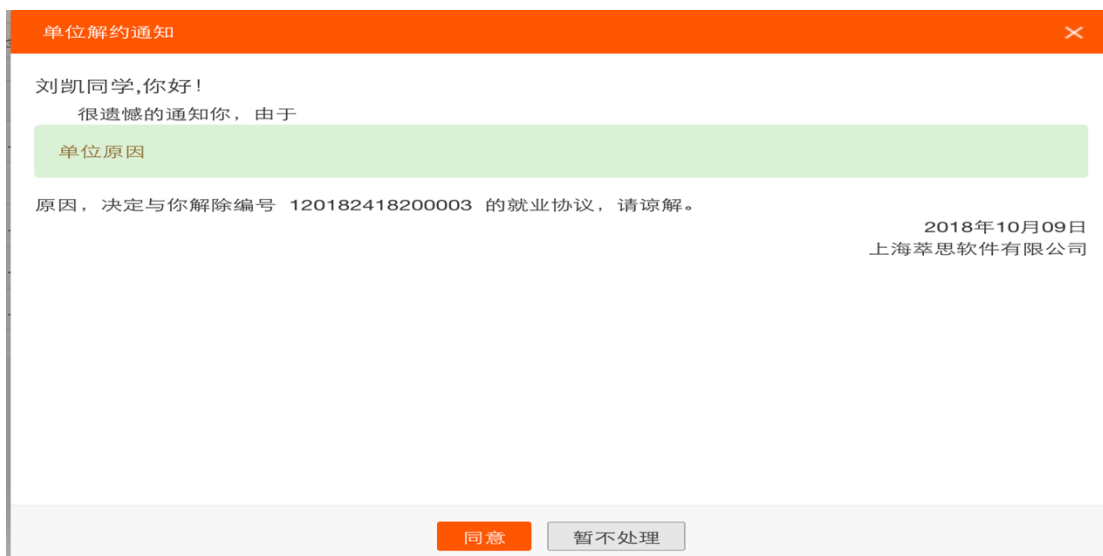 单位解约通知
刘凯同学,你好!
很遗憾的通知你，由于
单位原因
原因，决定与你解除编号 120182418200003 的就业协议，请谅解。
2018年10月09日
上海萃思软件有限公司
同意
暂不处理